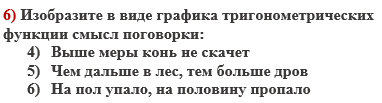 6) Изобразите в виде графика тригонометрических
функции смысл поговорки:
4) Выше меры конь не скачет
5) Чем дальше в лес, тем больше дров
6) На пол упало, на половину пропало